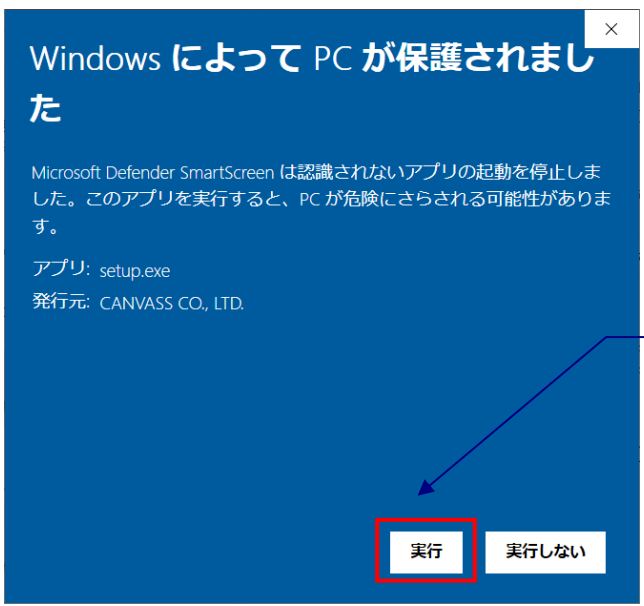 Windows によって PC が保護されまし
た
Microsoft Defender SmartScreen は認識されないアプリの起動を停止しま
した。このアプリを実行すると、PC が危険にさらされる可能性がありま
す。
アプリ: setup.exe
発行元: CANVASS CO., LTD.
実行 実行しない